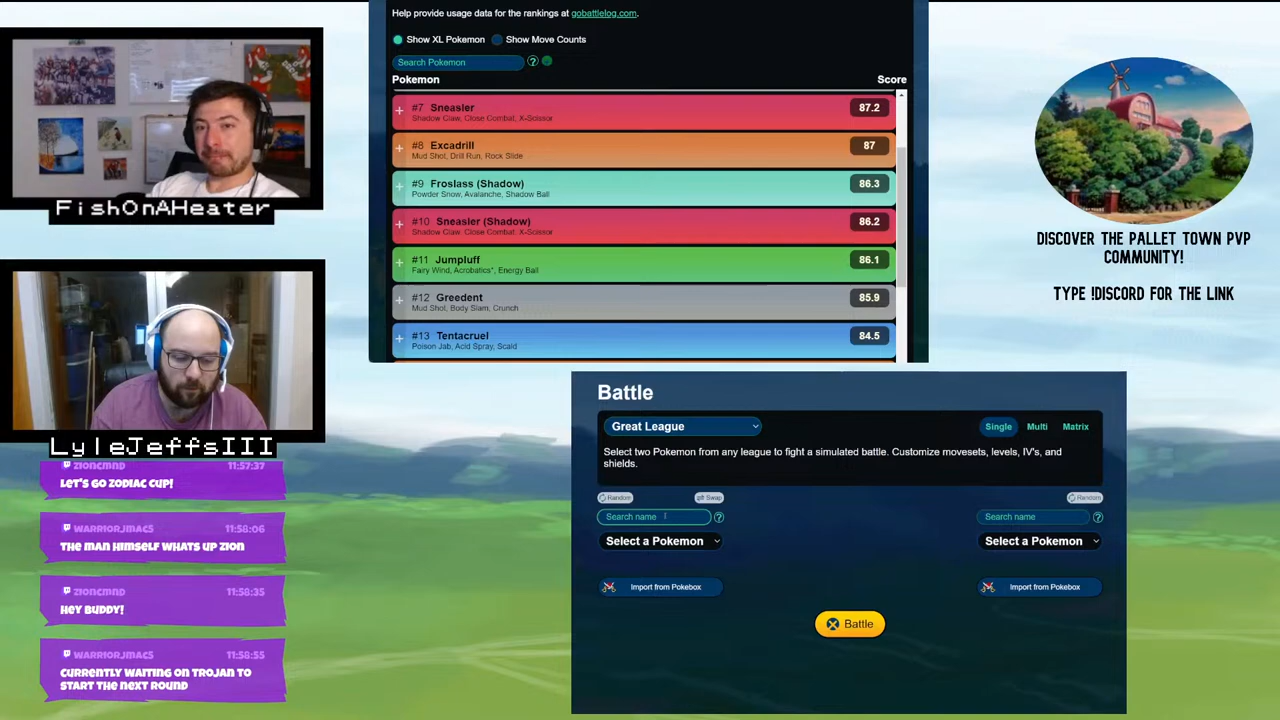 Help provide usage data for the rankings at gobattlelog.com.
Show XL Pokemon
Show Move Counts
Search Pokemon
?
Pokemon
Score
#7 Sneasler
87.2
Shadow Claw, Close Combat, X-Scissor
#8 Excadrill
87
Mud Shot, Drill Run, Rock Slide
#9 Froslass (Shadow)
86.3
Powder Snow, Avalanche, Shadow Ball
#10 Sneasler (Shadow)
86.2
Shadow Claw, Close Combat, X-Scissor
#11 Jumpluff
86.1
Fairy Wind, Acrobatics*, Energy Ball
#12 Greedent
85.9
Mud Shot, Body Slam, Crunch
#13 Tentacruel
84.5
Poison Jab, Acid Spray, Scald
FishOnAHeater
LyleJeffsIII
DISCOVER THE PALLET TOWN PVP
COMMUNITY!
TYPE !DISCORD FOR THE LINK
ZIONCMND
11:57:37
LET'S GO ZODIAC CUP!
WARRIORJMAC5
11:58:06
THE MAN HIMSELF WHATS UP ZION
ZIONCMND
11:58:35
HEY BUDDY!
WARRIORJMAC5
11:58:55
CURRENTLY WAITING ON TROJAN TO
START THE NEXT ROUND
Battle
Great League
Single
Multi
Matrix
Select two Pokemon from any league to fight a simulated battle. Customize movesets, levels, IV's, and
shields.
Random
Swap
Random
Search name
?
Search name
?
Select a Pokemon
Select a Pokemon
Import from Pokebox
Import from Pokebox
Battle